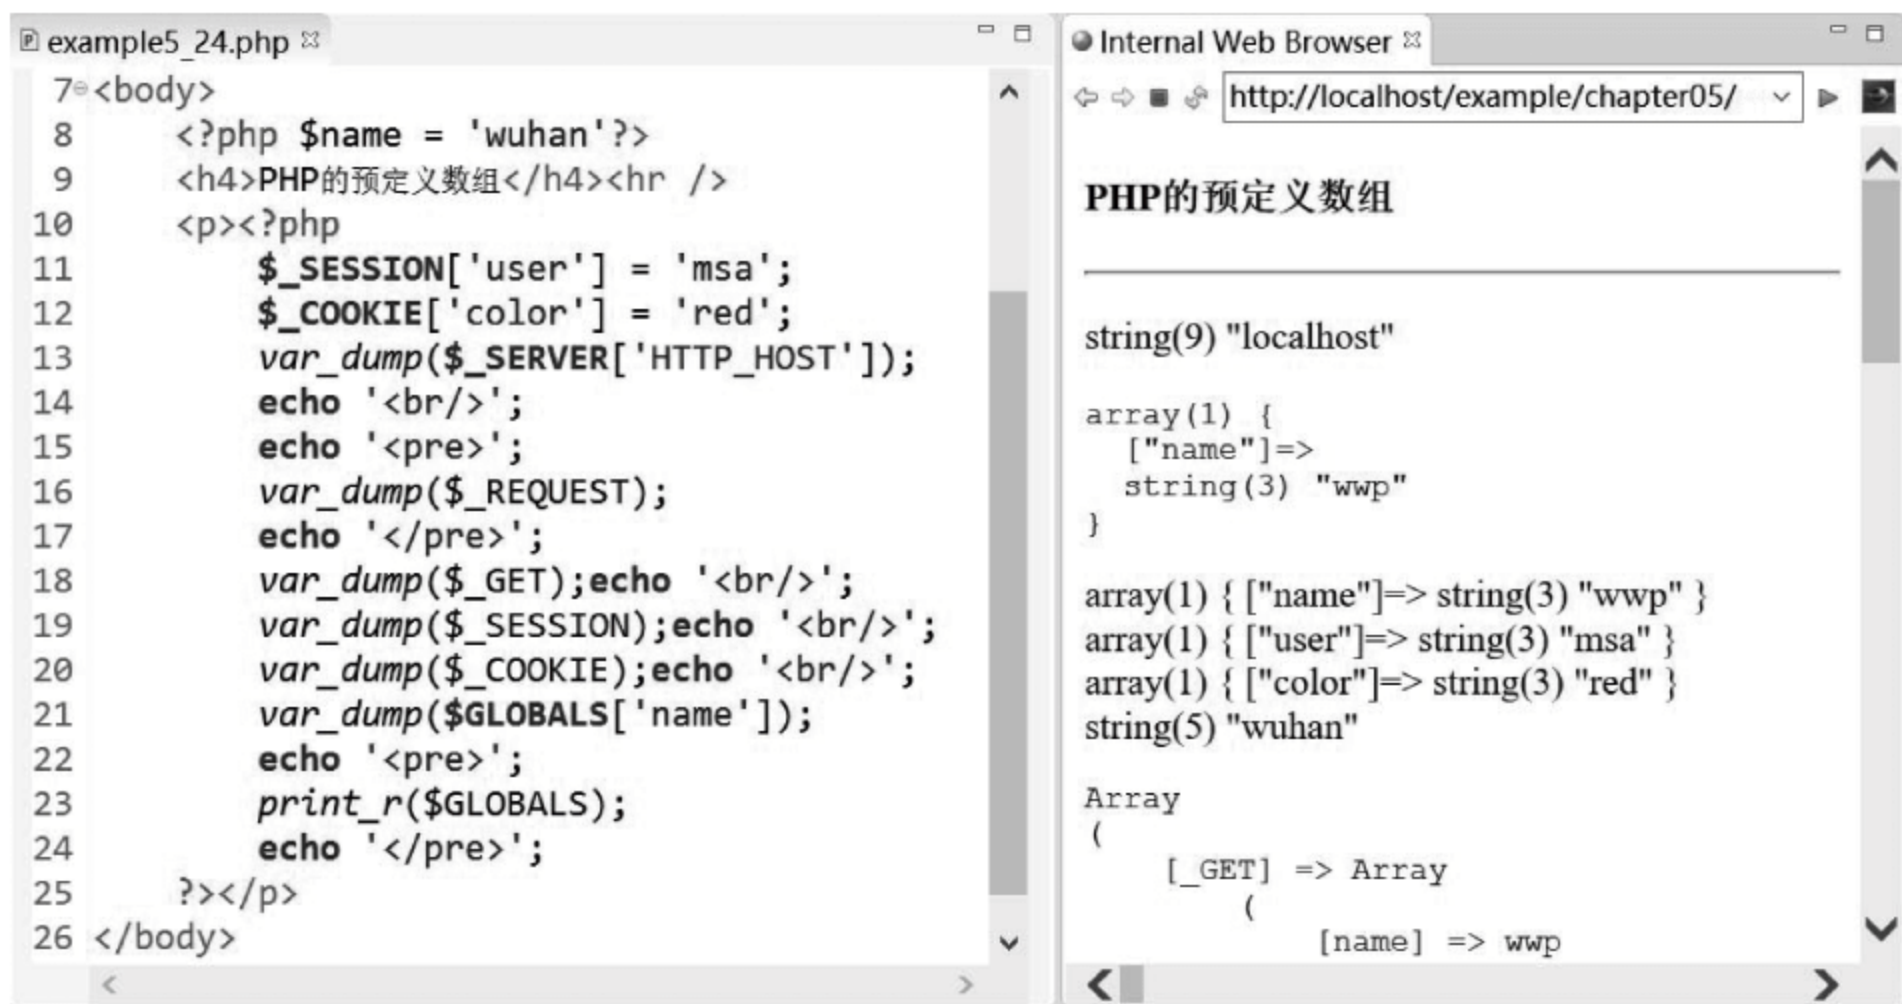 example5_24.php
7 <body>
8 <?php $name = 'wuhan'?>
9 <h4>PHP的预定义数组</h4><hr />
10 <p><?php
11 $_SESSION['user'] = 'msa';
12 $_COOKIE['color'] = 'red';
13 var_dump($_SERVER['HTTP_HOST']);
14 echo '<br/>';
15 echo '<pre>';
16 var_dump($_REQUEST);
17 echo '</pre>';
18 var_dump($_GET);echo '<br/>';
19 var_dump($_SESSION);echo '<br/>';
20 var_dump($_COOKIE);echo '<br/>';
21 var_dump($GLOBALS['name']);
22 echo '<pre>';
23 print_r($GLOBALS);
24 echo '</pre>';
25 ?></p>
26 </body>
Internal Web Browser
http://localhost/example/chapter05/
PHP的预定义数组
string(9) "localhost"
array(1) {
["name"]=>
string(3) "wwp"
}
array(1) { ["name"]=> string(3) "wwp" }
array(1) { ["user"]=> string(3) "msa" }
array(1) { ["color"]=> string(3) "red" }
string(5) "wuhan"
Array
(
[_GET] => Array
(
[name] => wwp